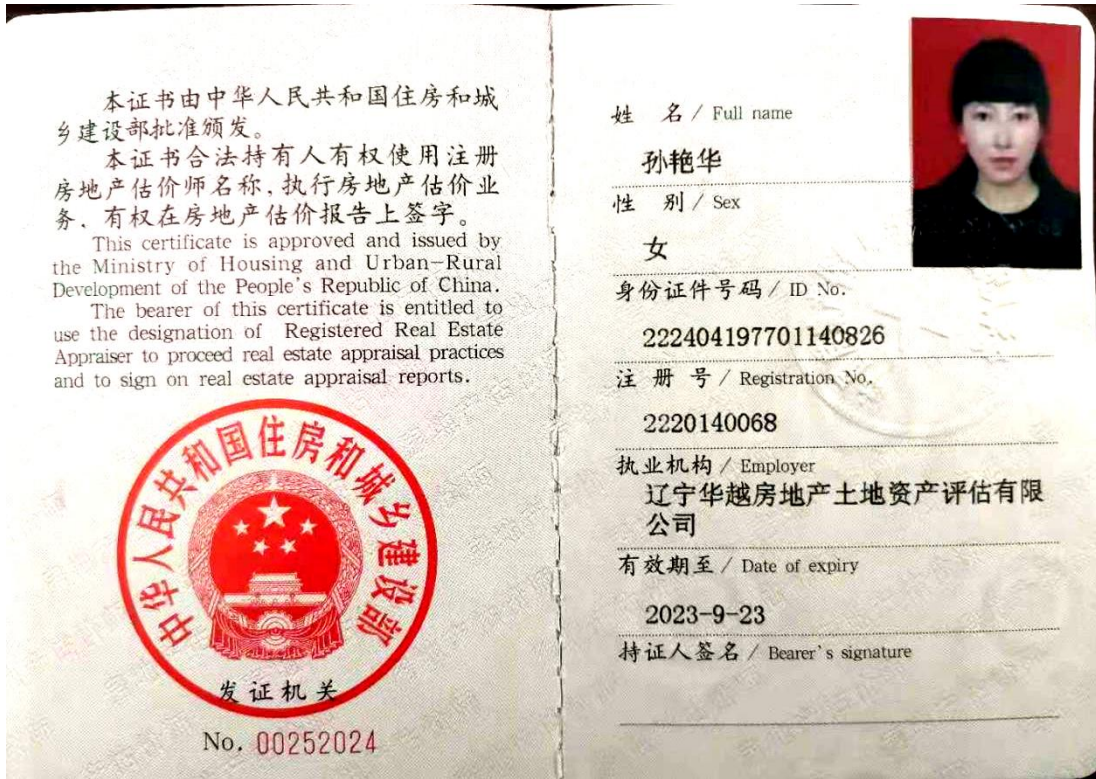 本证书由中华人民共和国住房和城
乡建设部批准颁发。
本证书合法持有人有权使用注册
房地产估价师名称，执行房地产估价业
务，有权在房地产估价报告上签字。
This certificate is approved and issued by
the Ministry of Housing and Urban-Rural
Development of the People's Republic of China.
The bearer of this certificate is entitled to
use the designation of Registered Real Estate
Appraiser to proceed real estate appraisal practices
and to sign on real estate appraisal reports.
中华人民共和国住房和城乡建设部
发证机关
No. 00252024
姓 名 / Full name
孙艳华
性 别 / Sex
女
身份证件号码 / ID No.
222404197701140826
注 册 号 / Registration No.
2220140068
执业机构 / Employer
辽宁华越房地产土地资产评估有限
公司
有效期至 / Date of expiry
2023-9-23
持证人签名 / Bearer's signature